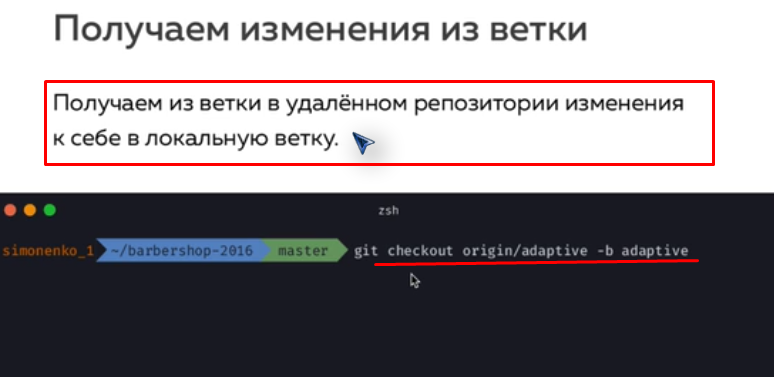 Получаем изменения из ветки
Получаем из ветки в удалённом репозитории изменения
к себе в локальную ветку.
zsh
simonenko_1 ~/barbershop-2016 master git checkout origin/adaptive -b adaptive